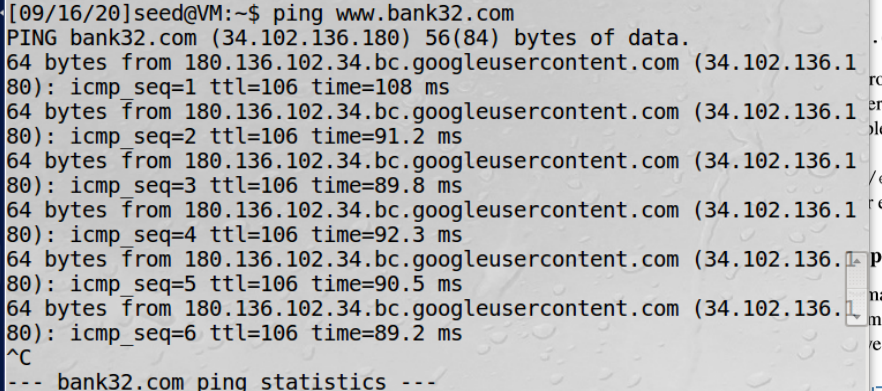 [09/16/20]seed@VM:~$ ping www.bank32.com
PING bank32.com (34.102.136.180) 56(84) bytes of data.
64 bytes from 180.136.102.34.bc.googleusercontent.com (34.102.136.1
80): icmp_seq=1 ttl=106 time=108 ms
64 bytes from 180.136.102.34.bc.googleusercontent.com (34.102.136.1
80): icmp_seq=2 ttl=106 time=91.2 ms
64 bytes from 180.136.102.34.bc.googleusercontent.com (34.102.136.1
80): icmp_seq=3 ttl=106 time=89.8 ms
64 bytes from 180.136.102.34.bc.googleusercontent.com (34.102.136.1
80): icmp_seq=4 ttl=106 time=92.3 ms
64 bytes from 180.136.102.34.bc.googleusercontent.com (34.102.136.1
80): icmp_seq=5 ttl=106 time=90.5 ms
64 bytes from 180.136.102.34.bc.googleusercontent.com (34.102.136.1
80): icmp_seq=6 ttl=106 time=89.2 ms
^C
--- bank32.com ping statistics ---